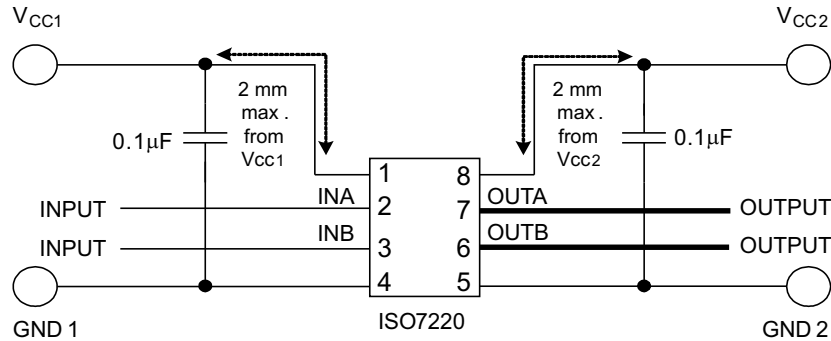 VCC1
VCC2
2 mm
max .
from
VCC1
2 mm
max .
from
VCC2
0.1µF
0.1µF
1
8
INPUT
INA
2
7
OUTA
OUTPUT
INPUT
INB
3
6
OUTB
OUTPUT
4
5
GND 1
ISO7220
GND 2